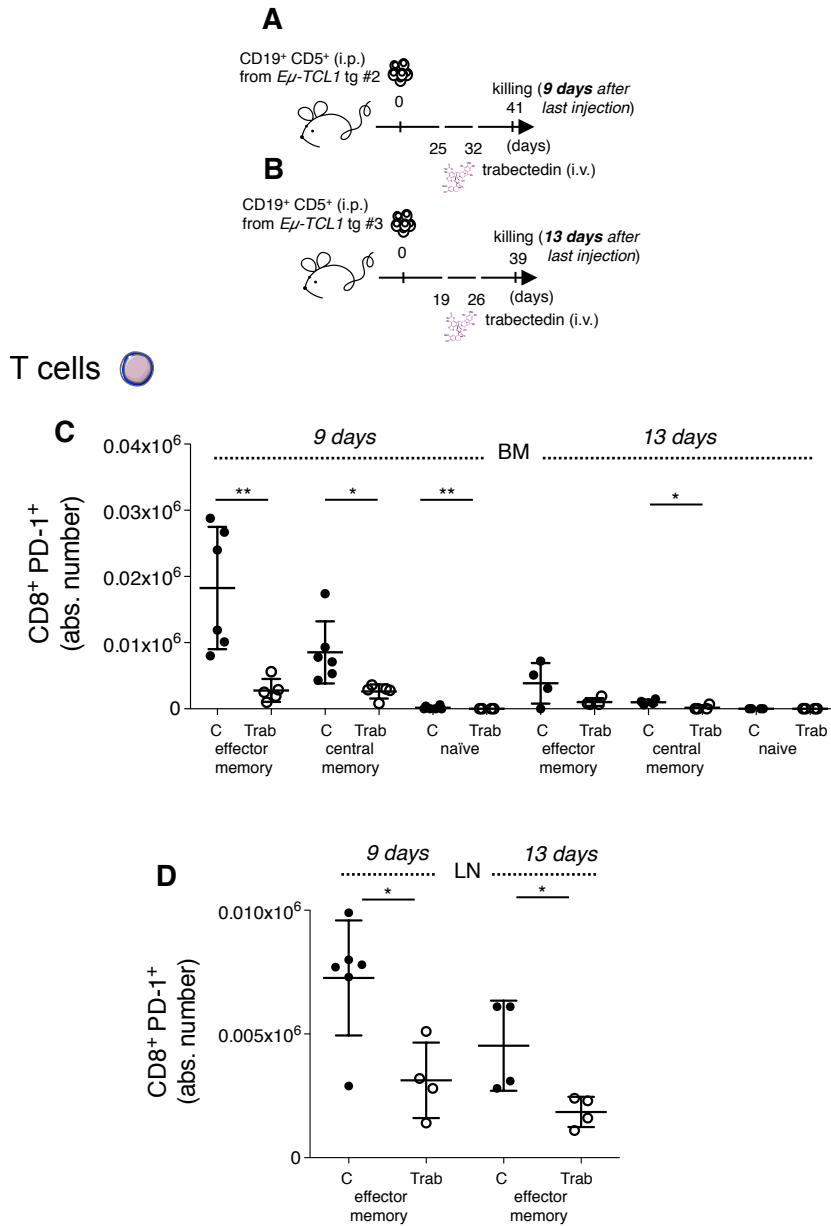 A
CD19+ CD5+ (i.p.)
from Eμ-TCL1 tg #2
0
killing (9 days after
last injection)
41
25 32 (days)
trabectedin (i.v.)
B
CD19+ CD5+ (i.p.)
from Eμ-TCL1 tg #3
0
killing (13 days after
last injection)
39
19 26 (days)
trabectedin (i.v.)
T cells
C
9 days BM 13 days
CD8+ PD-1+
(abs. number)
0.04x10⁶
0.03x10⁶
0.02x10⁶
0.01x10⁶
0
** * ** *
C Trab C Trab C Trab C Trab C Trab C Trab
effector central naïve effector central naive
memory memory memory memory
D
9 days LN 13 days
* *
CD8+ PD-1+
(abs. number)
0.010x10⁶
0.005x10⁶
0
C Trab C Trab
effector effector
memory memory